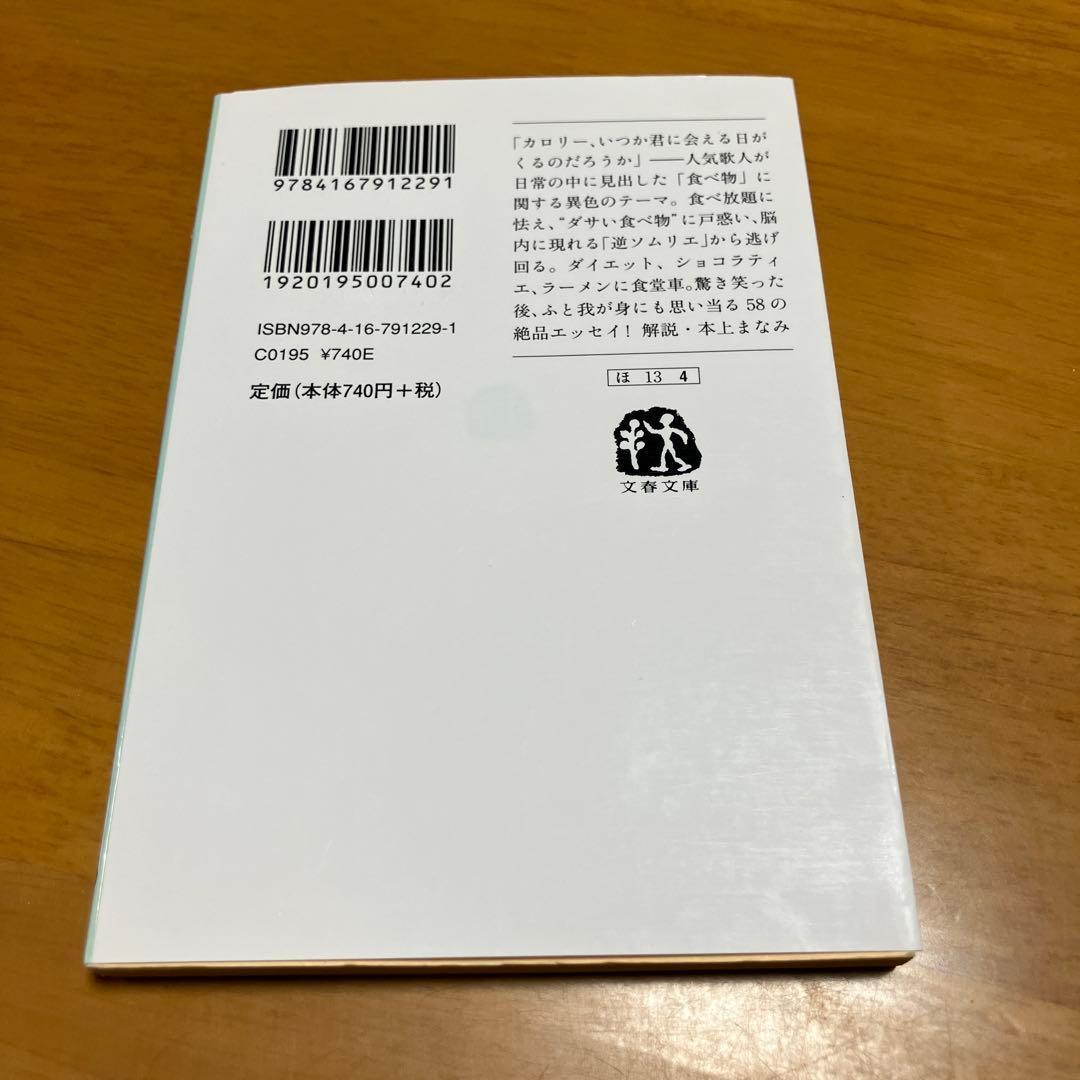 9784167912291
1920195007402
ISBN978-4-16-791229-1
C0195 ¥740E
定価(本体740円+税)
「カロリー、いつか君に会える日が
くるのだろうか」――人気歌人が
日常の中に見出した「食べ物」に
関する異色のテーマ。食べ放題に
怯え、“ダサい食べ物”に戸惑い、脳
内に現れる「逆ソムリエ」から逃げ
回る。ダイエット、ショコラティ
エ、ラーメンに食堂車。驚き笑った
後、ふと我が身にも思い当る58の
絶品エッセイ! 解説・本上まなみ
ほ 13 4
文春文庫